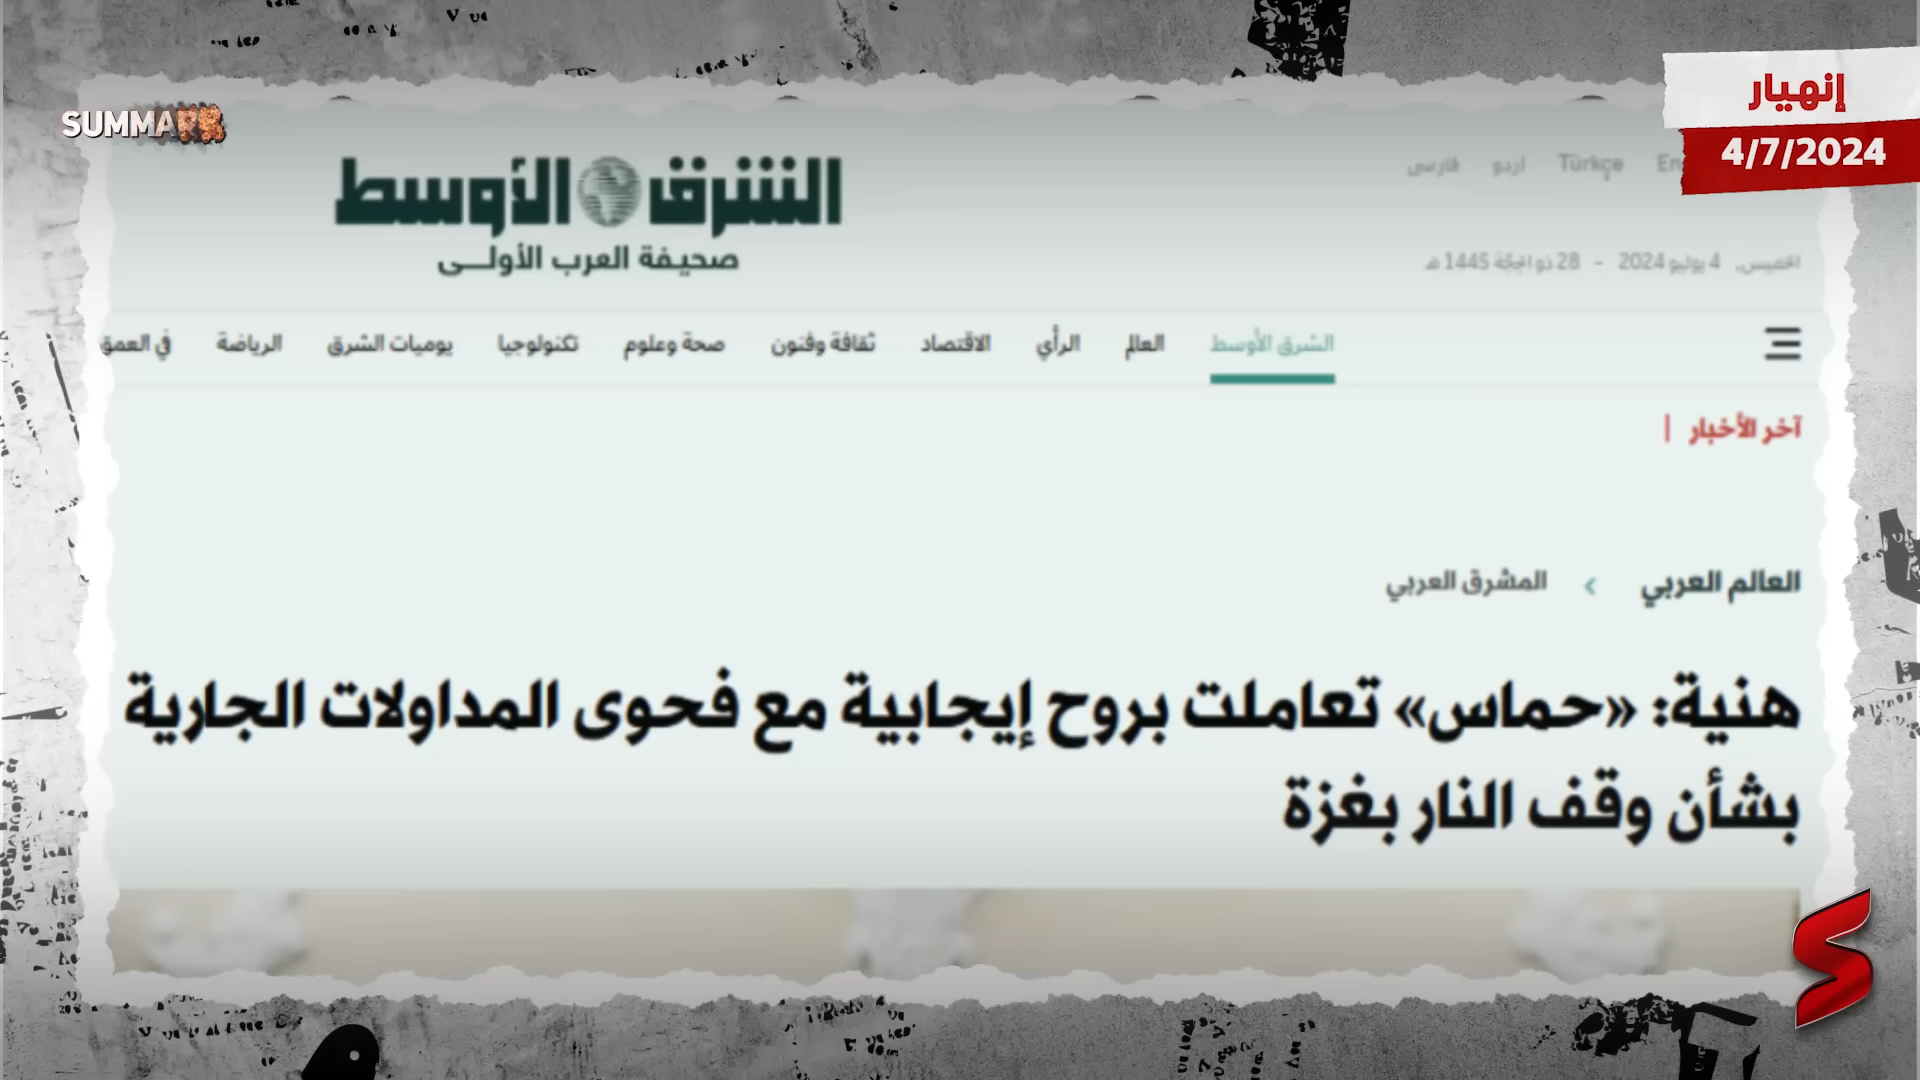 SUMMARR
إنهيار
4/7/2024
الشرق الأوسط
صحيفة العرب الأولى
Türkçe اردو فارسی
الخميس, 4 يوليو 2024 - 28 ذو الحجّة 1445 هـ
الشرق الأوسط العالم الرأي الاقتصاد ثقافة وفنون صحة وعلوم تكنولوجيا يوميات الشرق الرياضة في العمق
آخر الأخبار |
العالم العربي › المشرق العربي
هنية: «حماس» تعاملت بروح إيجابية مع فحوى المداولات الجارية
بشأن وقف النار بغزة